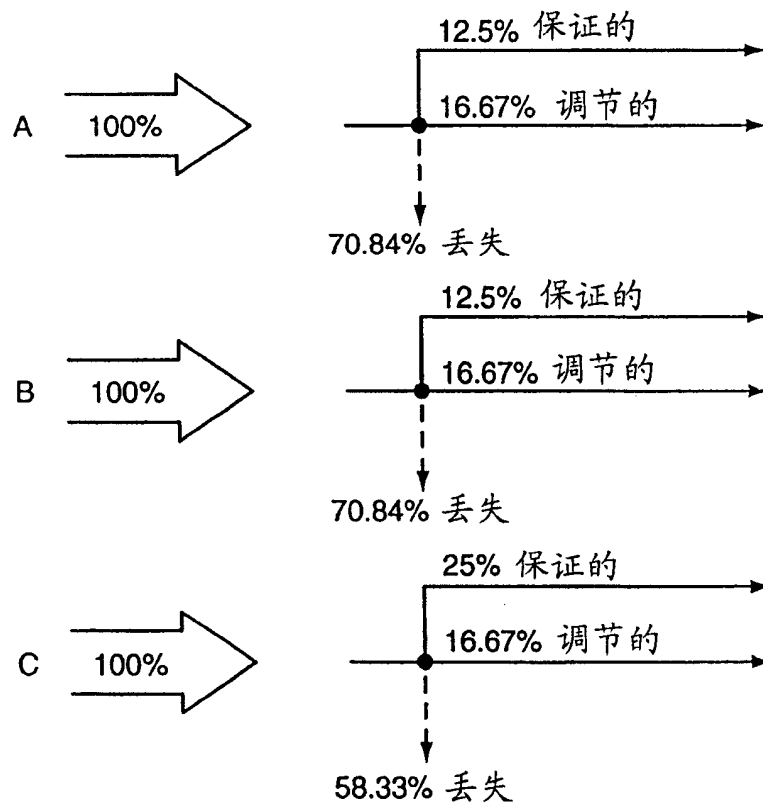 12.5% 保证的
A 100% 16.67% 调节的
70.84% 丢失
12.5% 保证的
B 100% 16.67% 调节的
70.84% 丢失
25% 保证的
C 100% 16.67% 调节的
58.33% 丢失